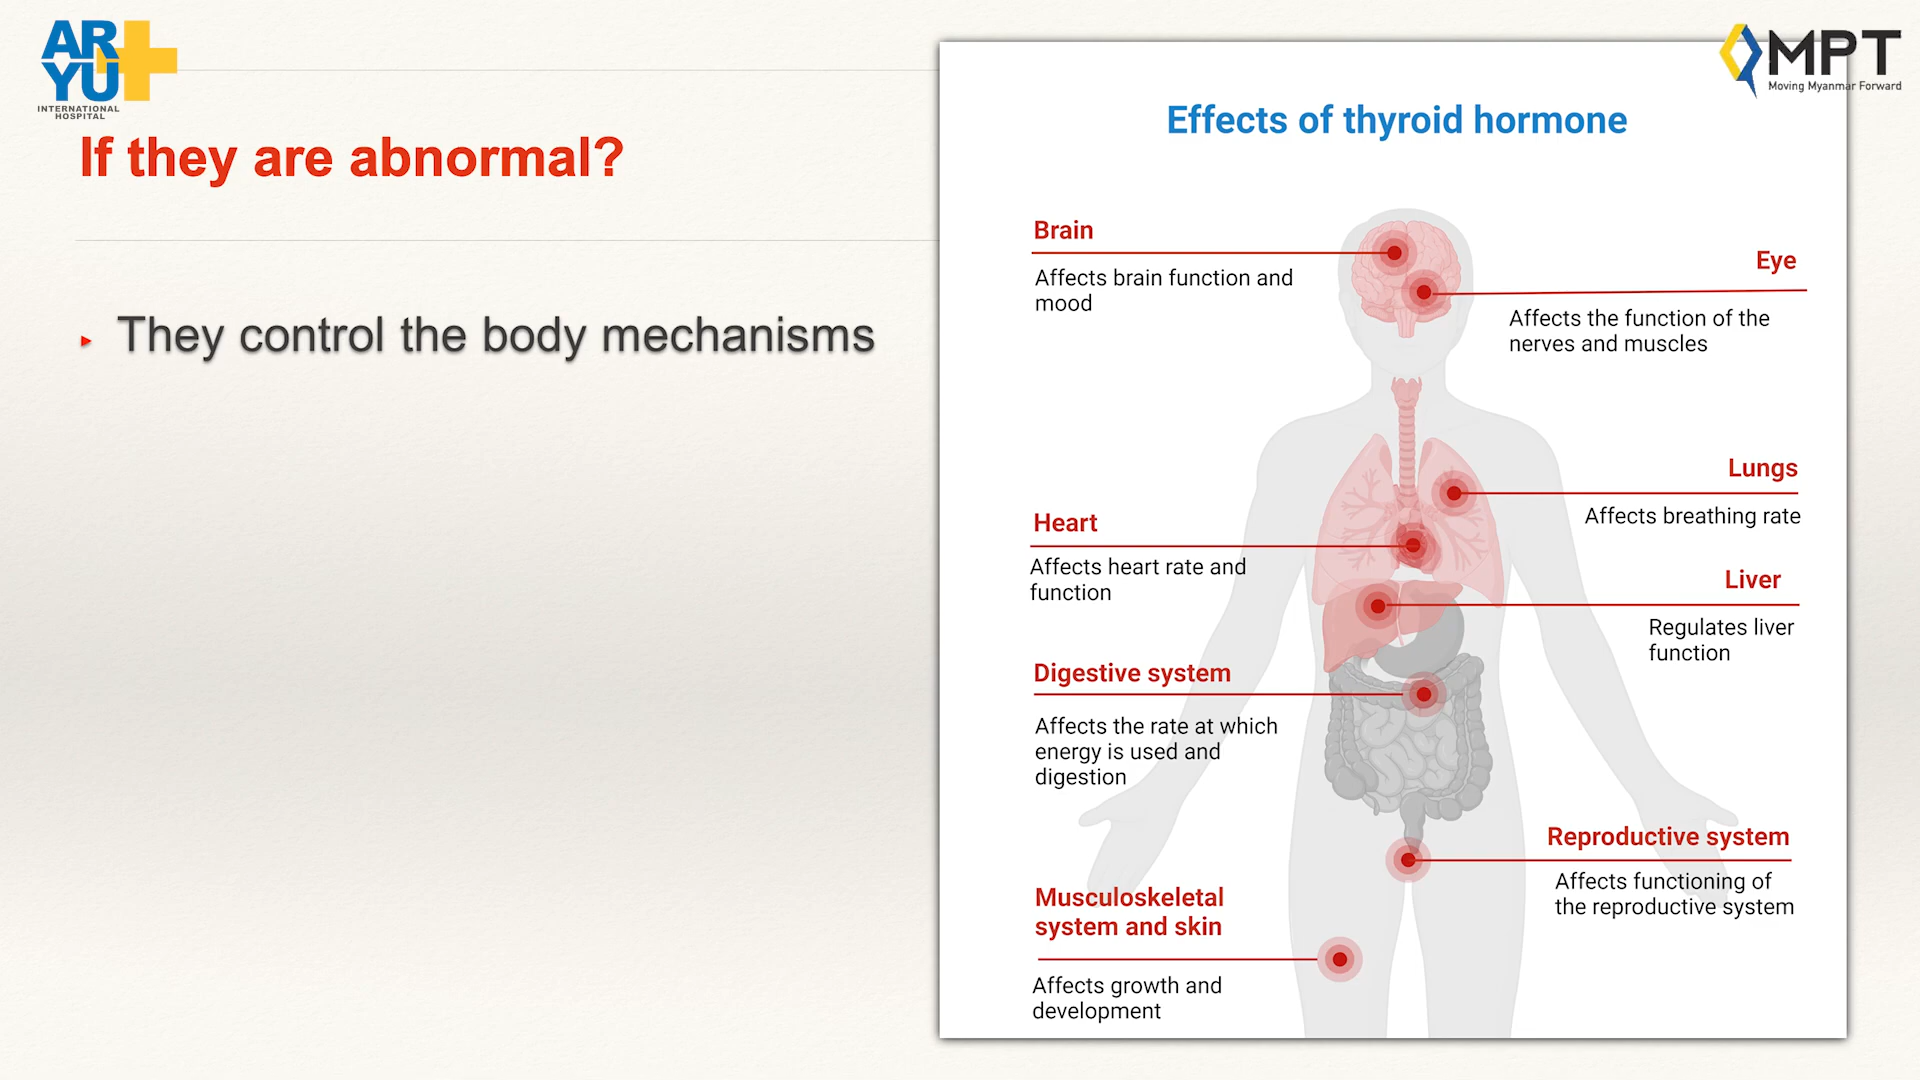 AR
YU
INTERNATIONAL
HOSPITAL
MPT
Moving Myanmar Forward
If they are abnormal?
They control the body mechanisms
Effects of thyroid hormone
Brain
Affects brain function and
mood
Eye
Affects the function of the
nerves and muscles
Lungs
Affects breathing rate
Heart
Affects heart rate and
function
Liver
Regulates liver
function
Digestive system
Affects the rate at which
energy is used and
digestion
Reproductive system
Affects functioning of
the reproductive system
Musculoskeletal
system and skin
Affects growth and
development